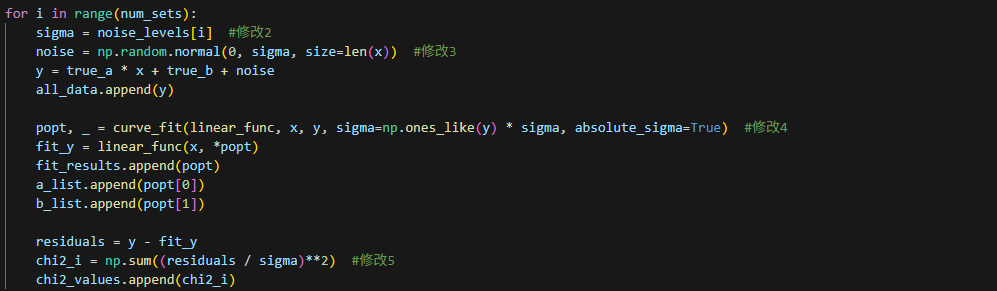 for i in range(num_sets):
    sigma = noise_levels[i]  #修改2
    noise = np.random.normal(0, sigma, size=len(x))  #修改3
    y = true_a * x + true_b + noise
    all_data.append(y)

    popt, _ = curve_fit(linear_func, x, y, sigma=np.ones_like(y) * sigma, absolute_sigma=True)  #修改4
    fit_y = linear_func(x, *popt)
    fit_results.append(popt)
    a_list.append(popt[0])
    b_list.append(popt[1])

    residuals = y - fit_y
    chi2_i = np.sum((residuals / sigma)**2)  #修改5
    chi2_values.append(chi2_i)